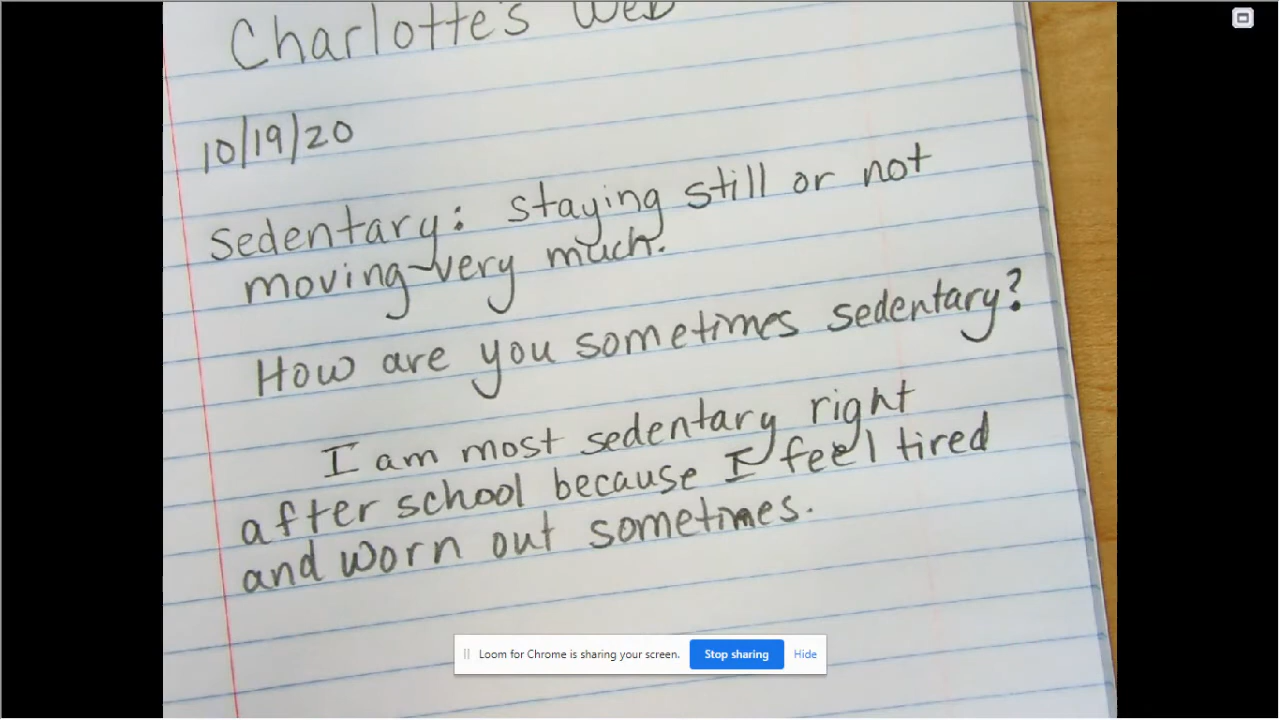 Charlotte's Web
10/19/20
sedentary: staying still or not
moving very much.
How are you sometimes sedentary?
I am most sedentary right
after school because I feel tired
and worn out sometimes.
Loom for Chrome is sharing your screen. Stop sharing Hide